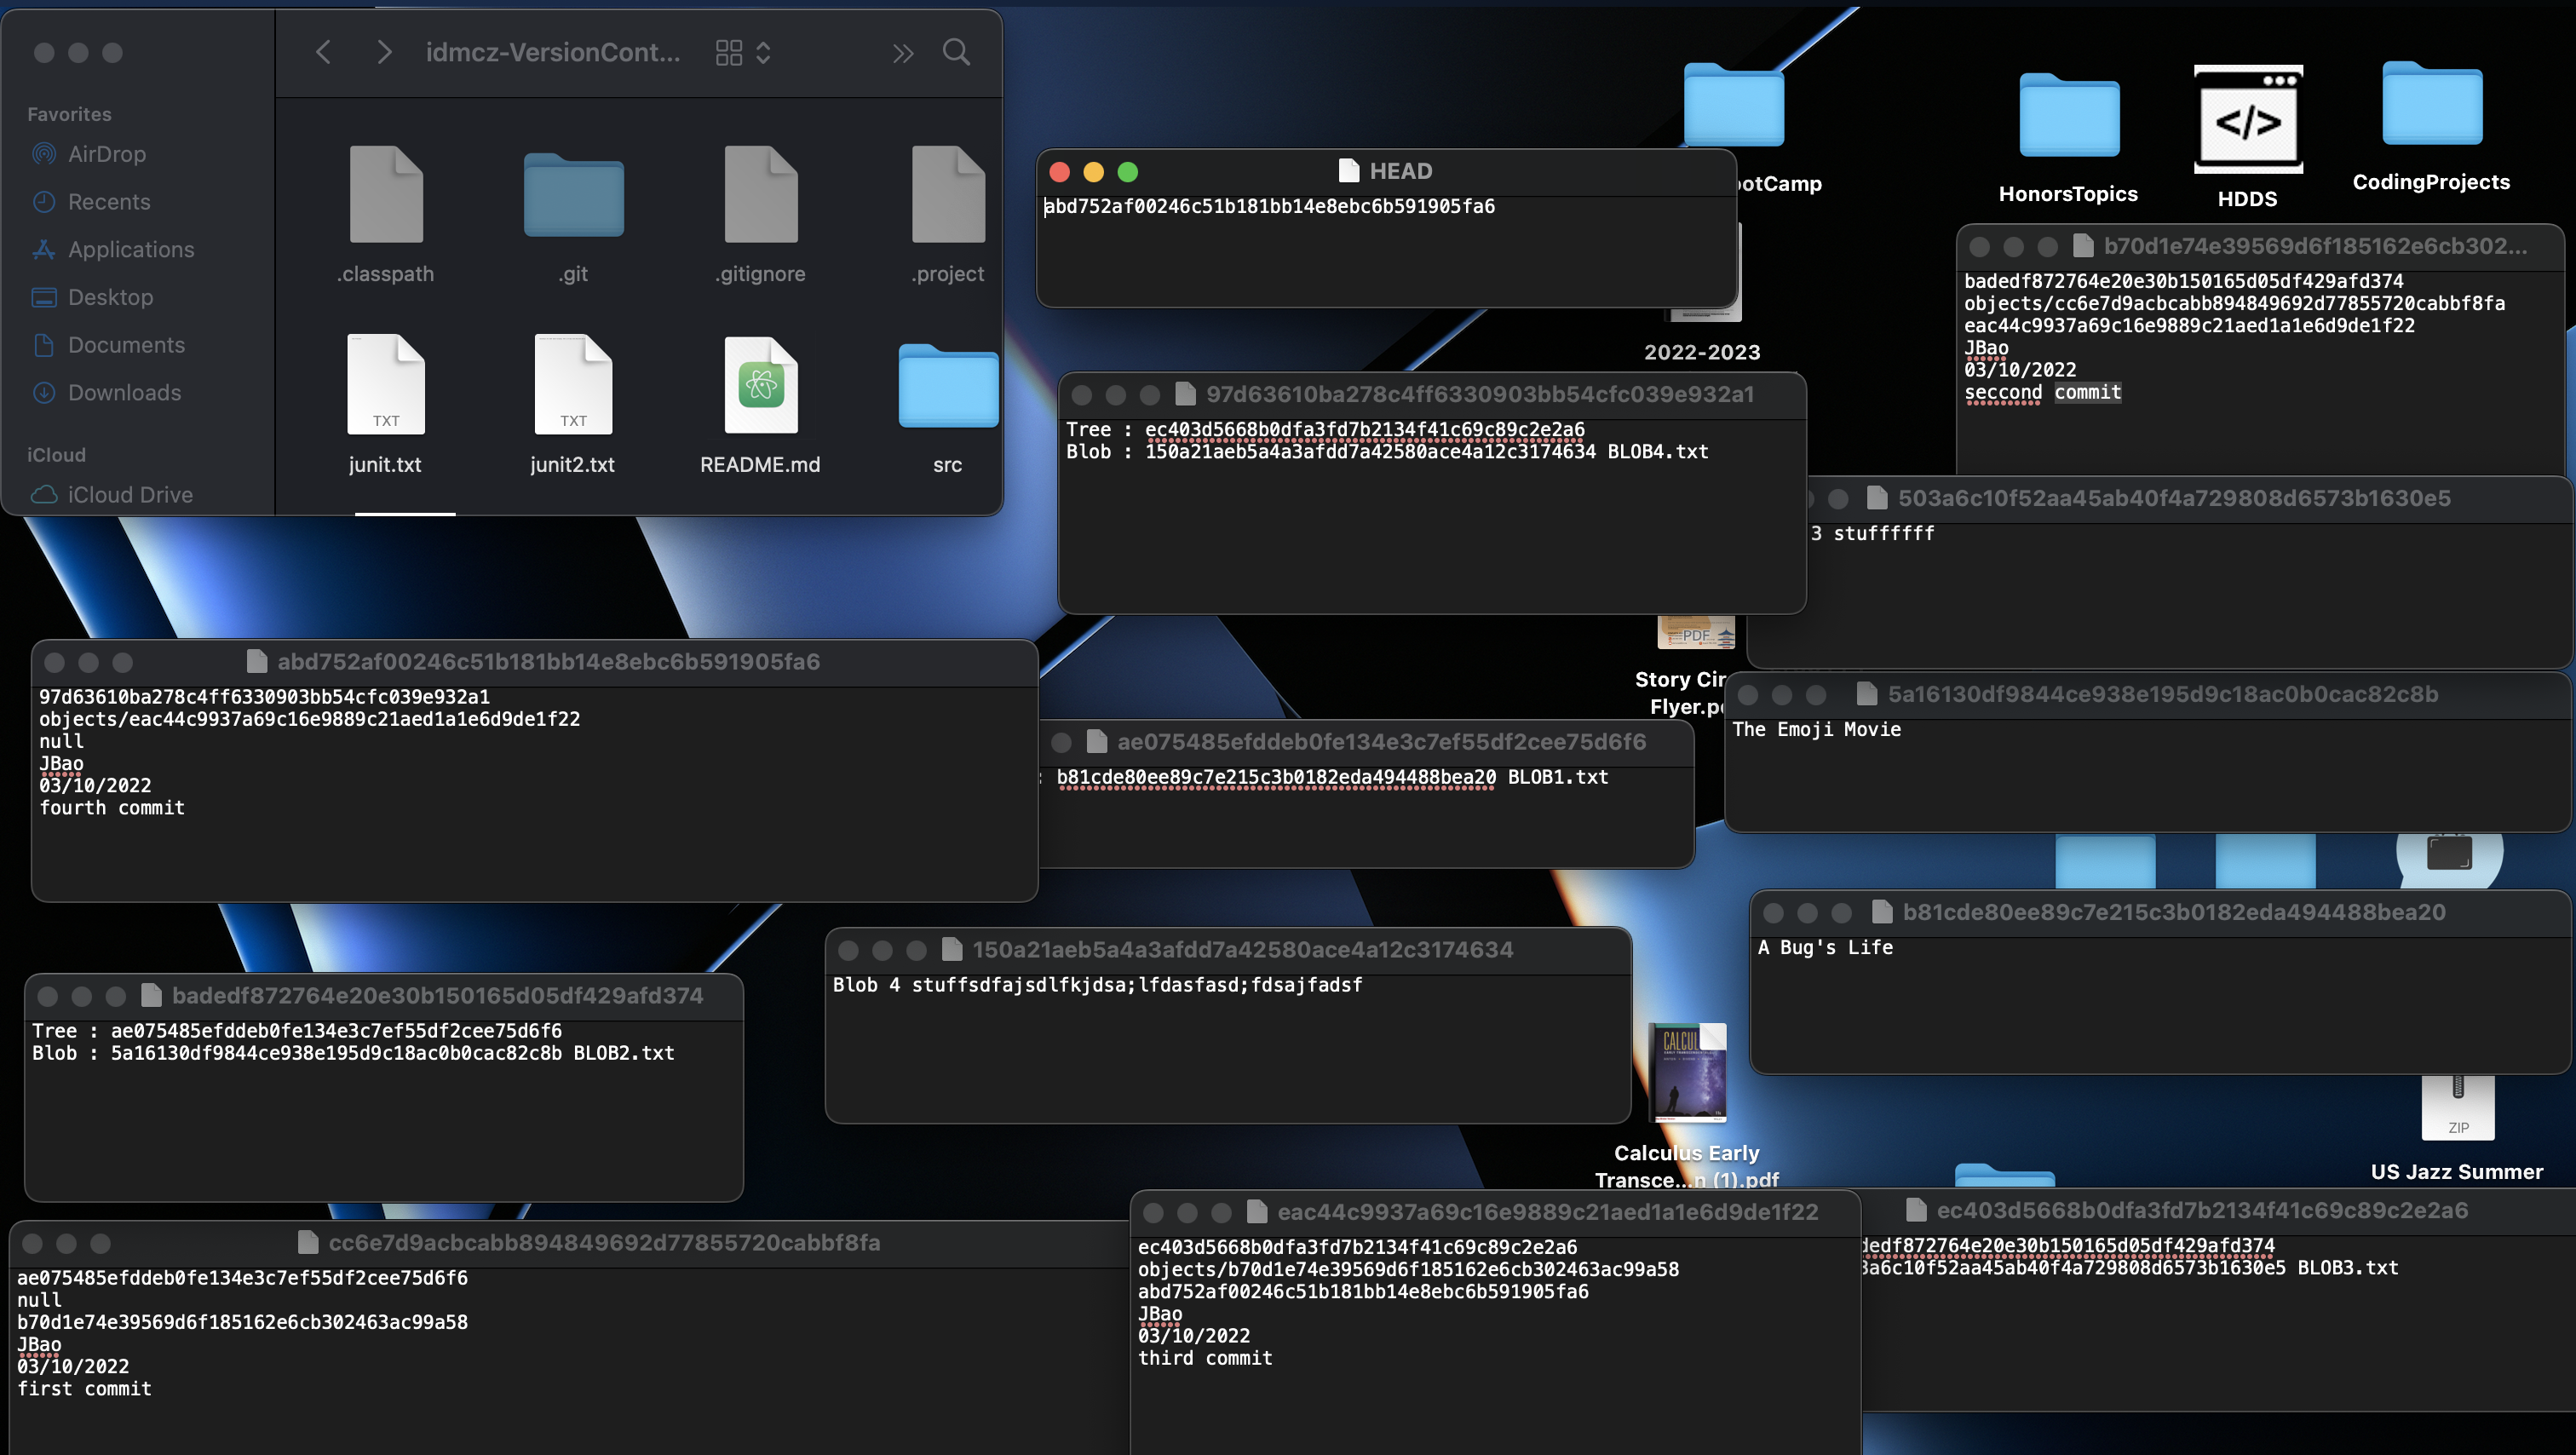 idmcz-VersionCont...
Favorites
AirDrop
Recents
Applications
Desktop
Documents
Downloads
iCloud
iCloud Drive
.classpath
.git
.gitignore
.project
TXT
TXT
junit.txt
junit2.txt
README.md
src
HEAD
abd752af00246c51b181bb14e8ebc6b591905fa6
otCamp
HonorsTopics
HDDS
CodingProjects
2022-2023
b70d1e74e39569d6f185162e6cb302...
badedf872764e20e30b150165d05df429afd374
objects/cc6e7d9acbcabb894849692d77855720cabbf8fa
eac44c9937a69c16e9889c21aed1a1e6d9de1f22
JBao
03/10/2022
seccond commit
97d63610ba278c4ff6330903bb54cfc039e932a1
Tree : ec403d5668b0dfa3fd7b2134f41c69c89c2e2a6
Blob : 150a21aeb5a4a3afdd7a42580ace4a12c3174634 BLOB4.txt
503a6c10f52aa45ab40f4a729808d6573b1630e5
3 stuffffff
PDF
Story Cir
Flyer.p
abd752af00246c51b181bb14e8ebc6b591905fa6
97d63610ba278c4ff6330903bb54cfc039e932a1
objects/eac44c9937a69c16e9889c21aed1a1e6d9de1f22
null
JBao
03/10/2022
fourth commit
ae075485efddeb0fe134e3c7ef55df2cee75d6f6
: b81cde80ee89c7e215c3b0182eda494488bea20 BLOB1.txt
5a16130df9844ce938e195d9c18ac0b0cac82c8b
The Emoji Movie
b81cde80ee89c7e215c3b0182eda494488bea20
A Bug's Life
150a21aeb5a4a3afdd7a42580ace4a12c3174634
Blob 4 stuffsdfajsdlfkjdsa;lfdasfasd;fdsajfadsf
badedf872764e20e30b150165d05df429afd374
Tree : ae075485efddeb0fe134e3c7ef55df2cee75d6f6
Blob : 5a16130df9844ce938e195d9c18ac0b0cac82c8b BLOB2.txt
CALCUL
Calculus Early
Transce...n (1).pdf
ZIP
US Jazz Summer
cc6e7d9acbcabb894849692d77855720cabbf8fa
ae075485efddeb0fe134e3c7ef55df2cee75d6f6
null
b70d1e74e39569d6f185162e6cb302463ac99a58
JBao
03/10/2022
first commit
eac44c9937a69c16e9889c21aed1a1e6d9de1f22
ec403d5668b0dfa3fd7b2134f41c69c89c2e2a6
objects/b70d1e74e39569d6f185162e6cb302463ac99a58
abd752af00246c51b181bb14e8ebc6b591905fa6
JBao
03/10/2022
third commit
ec403d5668b0dfa3fd7b2134f41c69c89c2e2a6
dedf872764e20e30b150165d05df429afd374
3a6c10f52aa45ab40f4a729808d6573b1630e5 BLOB3.txt